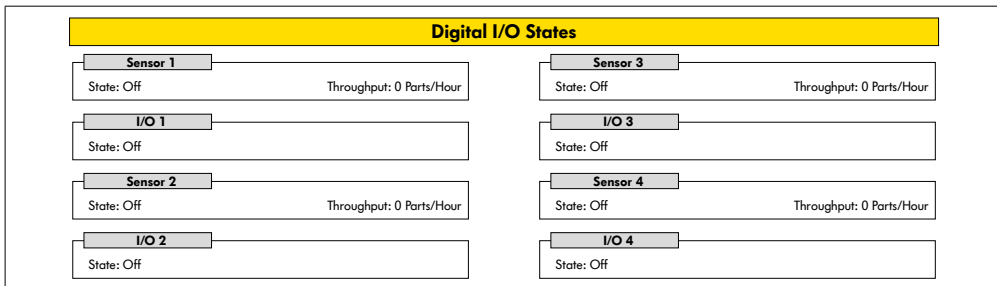 Digital I/O States
Sensor 1
State: Off Throughput: 0 Parts/Hour
I/O 1
State: Off
Sensor 2
State: Off Throughput: 0 Parts/Hour
I/O 2
State: Off
Sensor 3
State: Off Throughput: 0 Parts/Hour
I/O 3
State: Off
Sensor 4
State: Off Throughput: 0 Parts/Hour
I/O 4
State: Off